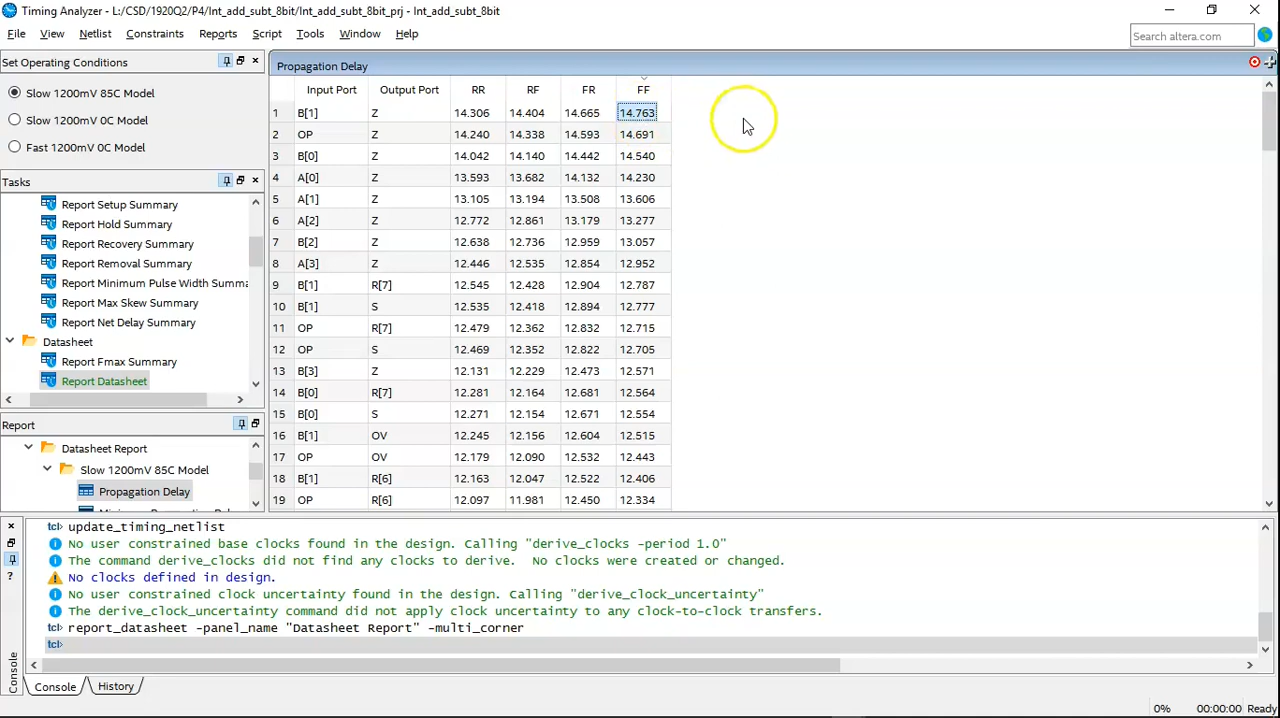 Timing Analyzer - L:/CSD/1920Q2/P4/Int_add_subt_8bit/Int_add_subt_8bit_prj - Int_add_subt_8bit
File View Netlist Constraints Reports Script Tools Window Help
Search altera.com
Set Operating Conditions
Slow 1200mV 85C Model
Slow 1200mV 0C Model
Fast 1200mV 0C Model
Tasks
Report Setup Summary
Report Hold Summary
Report Recovery Summary
Report Removal Summary
Report Minimum Pulse Width Summa
Report Max Skew Summary
Report Net Delay Summary
Datasheet
Report Fmax Summary
Report Datasheet
Report
Datasheet Report
Slow 1200mV 85C Model
Propagation Delay
Propagation Delay
Input Port Output Port RR RF FR FF
1 B[1] Z 14.306 14.404 14.665 14.763
2 OP Z 14.240 14.338 14.593 14.691
3 B[0] Z 14.042 14.140 14.442 14.540
4 A[0] Z 13.593 13.682 14.132 14.230
5 A[1] Z 13.105 13.194 13.508 13.606
6 A[2] Z 12.772 12.861 13.179 13.277
7 B[2] Z 12.638 12.736 12.959 13.057
8 A[3] Z 12.446 12.535 12.854 12.952
9 B[1] R[7] 12.545 12.428 12.904 12.787
10 B[1] S 12.535 12.418 12.894 12.777
11 OP R[7] 12.479 12.362 12.832 12.715
12 OP S 12.469 12.352 12.822 12.705
13 B[3] Z 12.131 12.229 12.473 12.571
14 B[0] R[7] 12.281 12.164 12.681 12.564
15 B[0] S 12.271 12.154 12.671 12.554
16 B[1] OV 12.245 12.156 12.604 12.515
17 OP OV 12.179 12.090 12.532 12.443
18 B[1] R[6] 12.163 12.047 12.522 12.406
19 OP R[6] 12.097 11.981 12.450 12.334
tcl> update_timing_netlist
No user constrained base clocks found in the design. Calling "derive_clocks -period 1.0"
The command derive_clocks did not find any clocks to derive. No clocks were created or changed.
No clocks defined in design.
No user constrained clock uncertainty found in the design. Calling "derive_clock_uncertainty"
The derive_clock_uncertainty command did not apply clock uncertainty to any clock-to-clock transfers.
tcl> report_datasheet -panel_name "Datasheet Report" -multi_corner
tcl>
Console
Console History
0% 00:00:00 Ready